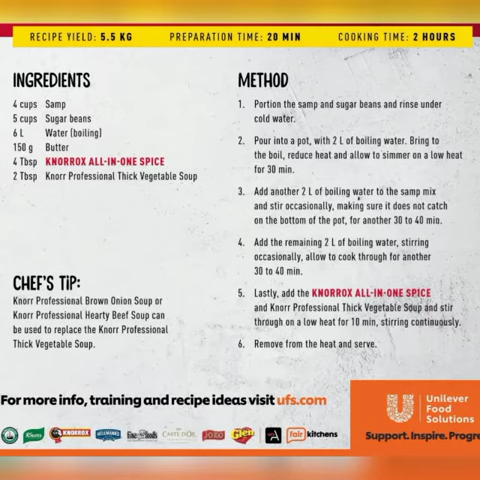 RECIPE YIELD: 5.5 KG PREPARATION TIME: 20 MIN COOKING TIME: 2 HOURS
INGREDIENTS
4 cups Samp
5 cups Sugar beans
6 L Water (boiling)
150 g Butter
4 Tbsp KNORROX ALL-IN-ONE SPICE
2 Tbsp Knorr Professional Thick Vegetable Soup
CHEF'S TiP:
Knorr Professional Brown Onion Soup or
Knorr Professional Hearty Beef Soup can
be used to replace the Knorr Professional
Thick Vegetable Soup.
METHOD
1. Portion the samp and sugar beans and rinse under
cold water.
2. Pour into a pot, with 2 L of boiling water. Bring to
the boil, reduce heat and allow to simmer on a low heat
for 30 min.
3. Add another 2 L of boiling water to the samp mix
and stir occasionally, making sure it does not catch
on the bottom of the pot, for another 30 to 40 min.
4. Add the remaining 2 L of boiling water, stirring
occasionally, allow to cook through for another
30 to 40 min.
5. Lastly, add the KNORROX ALL-IN-ONE SPICE
and Knorr Professional Thick Vegetable Soup and stir
through on a low heat for 10 min, stirring continuously.
6. Remove from the heat and serve.
For more info, training and recipe ideas visit ufs.com
Knorr KNORROX HELLMANN'S CARTE D'OR JOKO Glen fair kitchens
Unilever
Food
Solutions
Support. Inspire. Progre